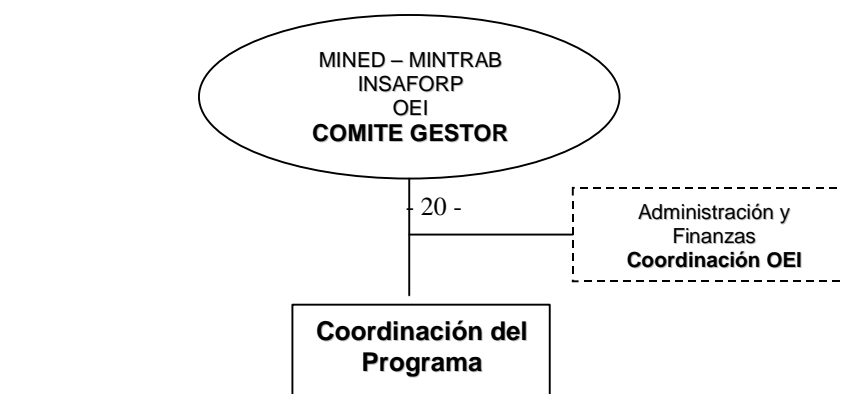 MINED – MINTRAB
INSAFORP
OEI
COMITE GESTOR
- 20 -
Administración y
Finanzas
Coordinación OEI
Coordinación del
Programa